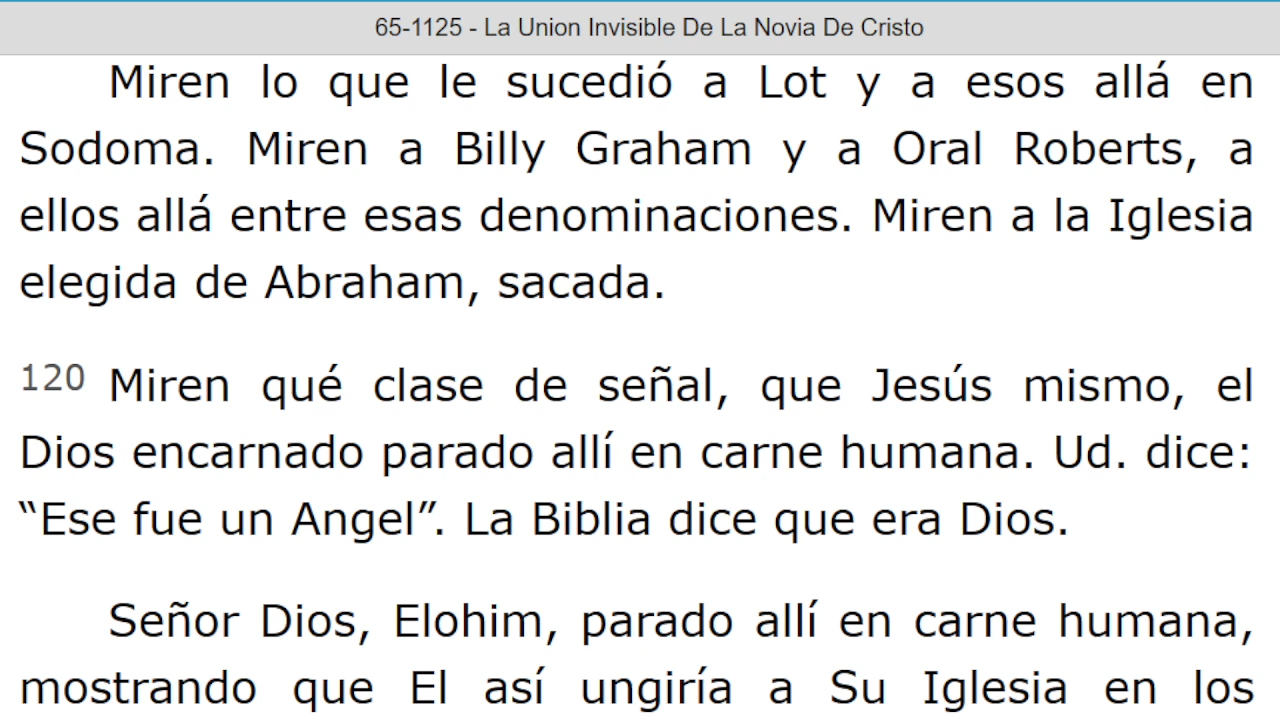 65-1125 - La Union Invisible De La Novia De Cristo
Miren lo que le sucedió a Lot y a esos allá en
Sodoma. Miren a Billy Graham y a Oral Roberts, a
ellos allá entre esas denominaciones. Miren a la Iglesia
elegida de Abraham, sacada.
120 Miren qué clase de señal, que Jesús mismo, el
Dios encarnado parado allí en carne humana. Ud. dice:
“Ese fue un Angel”. La Biblia dice que era Dios.
Señor Dios, Elohim, parado allí en carne humana,
mostrando que El así ungiría a Su Iglesia en los